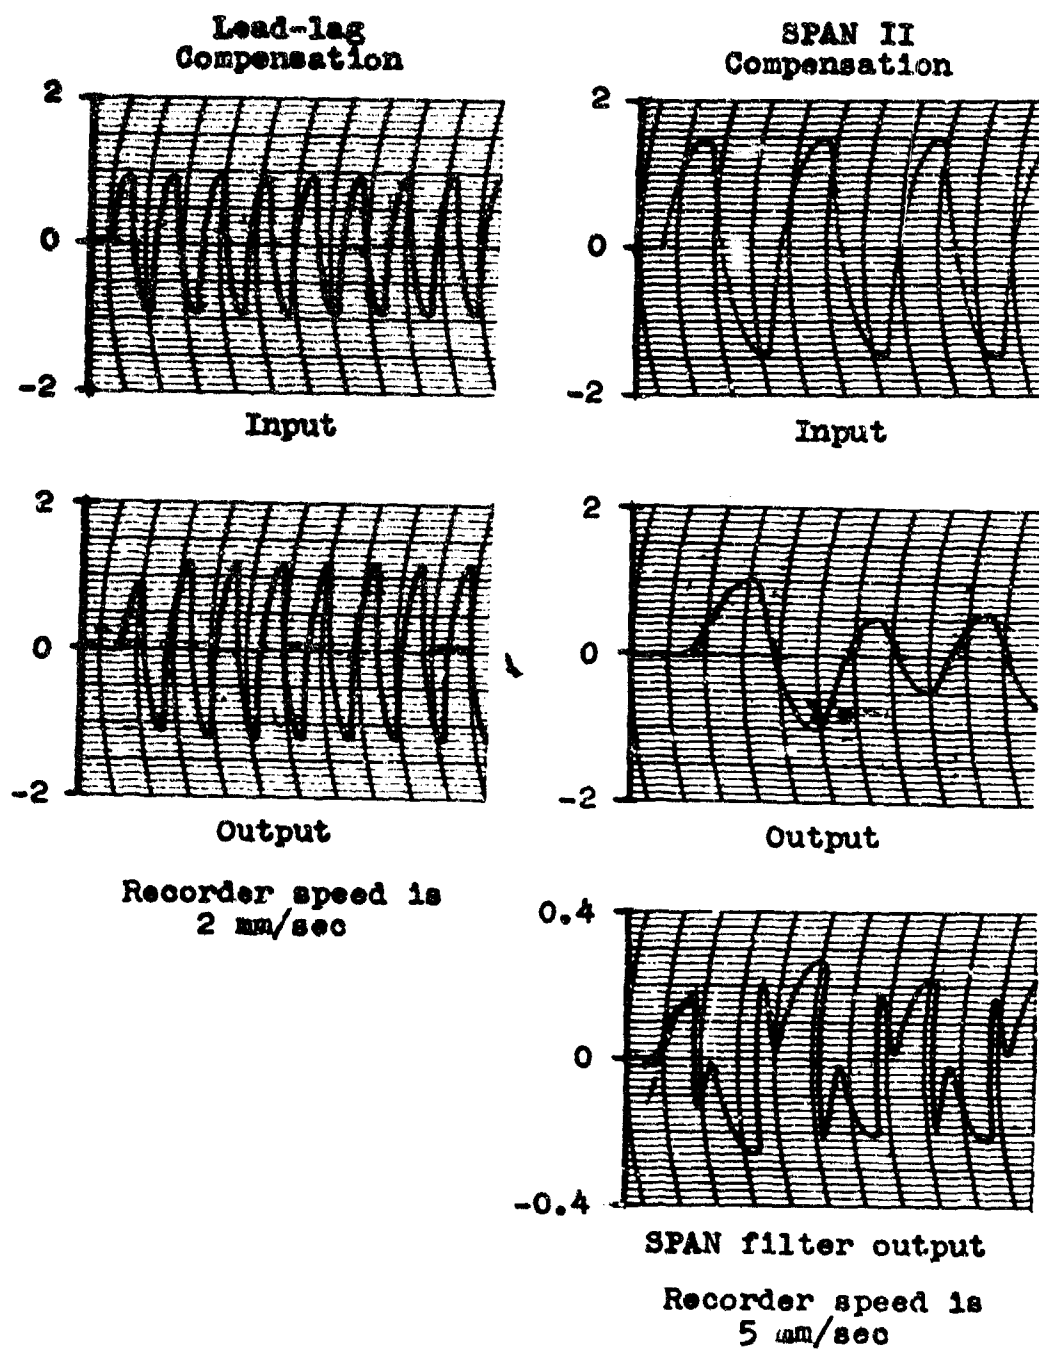 Lead-lag
Compensation
2
0
-2
Input
2
0
-2
Output
Recorder speed is
2 mm/sec
SPAN II
Compensation
2
0
-2
Input
2
0
-2
Output
0.4
0
-0.4
SPAN filter output
Recorder speed is
5 mm/sec